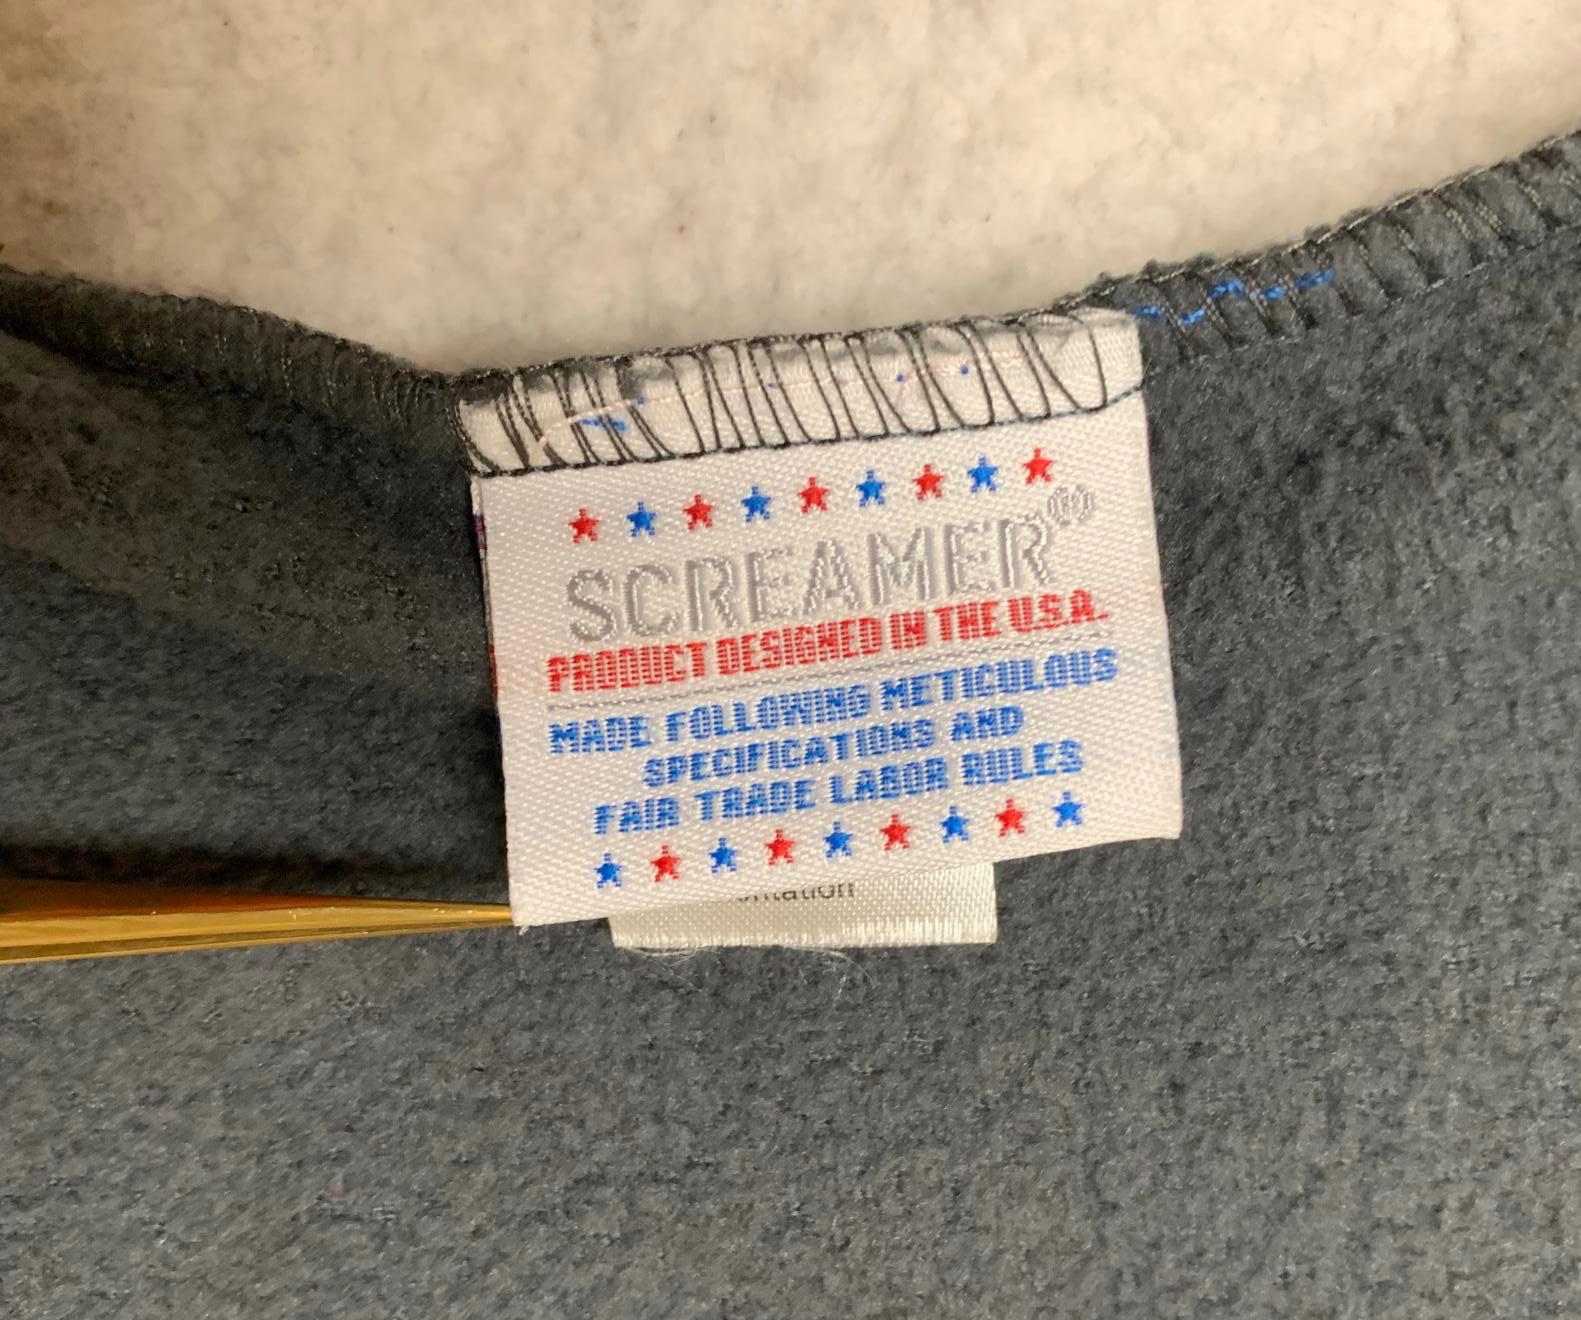 SCREAMER®
PRODUCT DESIGNED IN THE U.S.A.
MADE FOLLOWING METICULOUS
SPECIFICATIONS AND
FAIR TRADE LABOR RULES